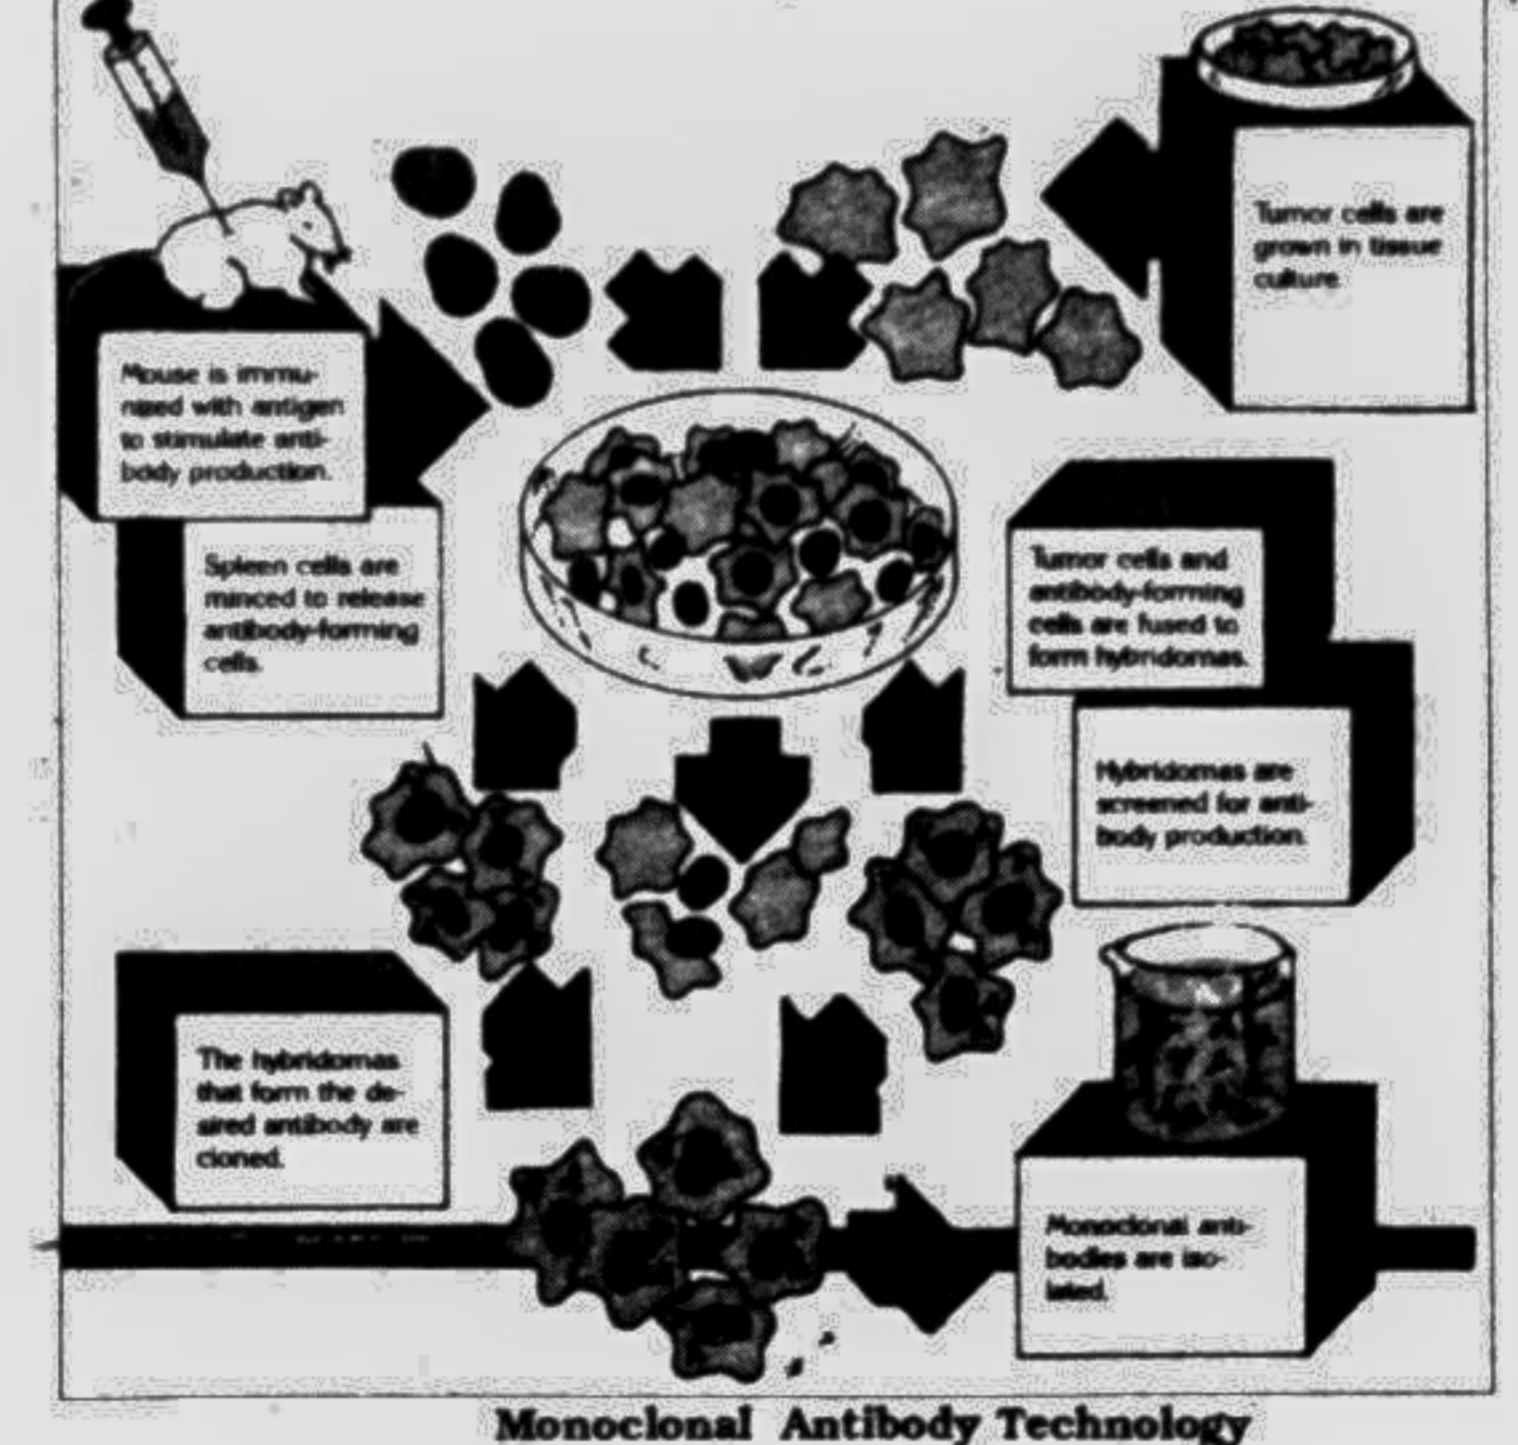 Mouse is immu-
nized with antigen
to stimulate anti-
body production.
Spleen cells are
minced to release
antibody-forming
cells.
Tumor cells are
grown in tissue
culture.
Tumor cells and
antibody-forming
cells are fused to
form hybridomas.
Hybridomas are
screened for anti-
body production.
The hybridomas
that form the de-
sired antibody are
cloned.
Monoclonal anti-
bodies are iso-
lated.
Monoclonal Antibody Technology